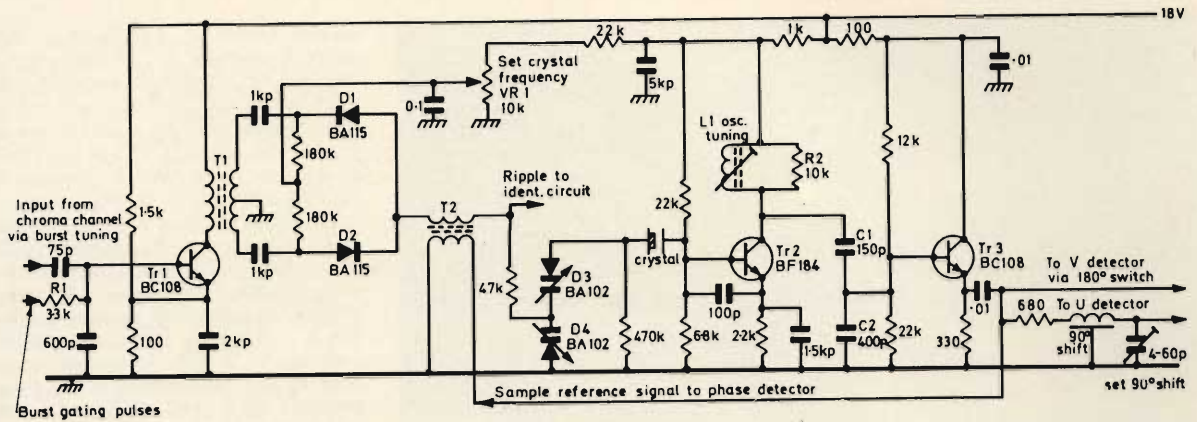 18V
22k
1k
100
Set crystal
frequency
VR1
10k
5kp
·01
1kp
D1
BA115
0·1
L1 osc.
tuning
R2
10k
12k
180k
T1
Ripple to
ident. circuit
1·5k
22k
Input from
chroma channel
via burst tuning
75p
180k
T2
C1
150p
Tr1
BC108
1kp
D2
BA115
crystal
Tr2
BF184
Tr3
BC108
To V detector
via 180° switch
D3
BA102
47k
R1
33k
·01
680
To U detector
100p
D4
BA102
600p
100
2kp
470k
6·8k
2·2k
1·5kp
C2
400p
22k
330
90°
shift
4-60p
set 90° shift
Sample reference signal to phase detector
Burst gating pulses